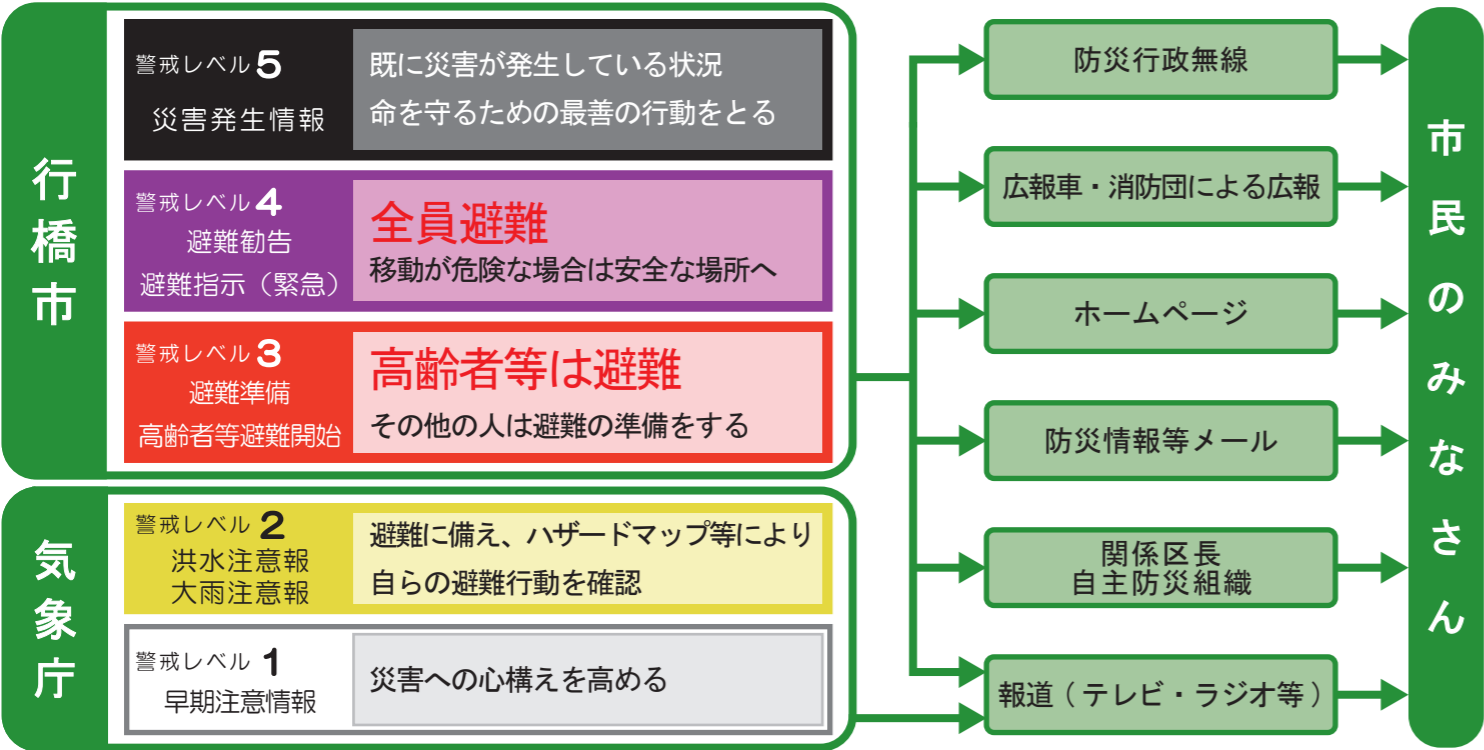 行橋市
警戒レベル 5
災害発生情報
既に災害が発生している状況
命を守るための最善の行動をとる
警戒レベル 4
避難勧告
避難指示（緊急）
全員避難
移動が危険な場合は安全な場所へ
警戒レベル 3
避難準備
高齢者等避難開始
高齢者等は避難
その他の人は避難の準備をする
気象庁
警戒レベル 2
洪水注意報
大雨注意報
避難に備え、ハザードマップ等により
自らの避難行動を確認
警戒レベル 1
早期注意情報
災害への心構えを高める
防災行政無線
広報車・消防団による広報
ホームページ
防災情報等メール
関係区長
自主防災組織
報道（テレビ・ラジオ等）
市民のみなさん